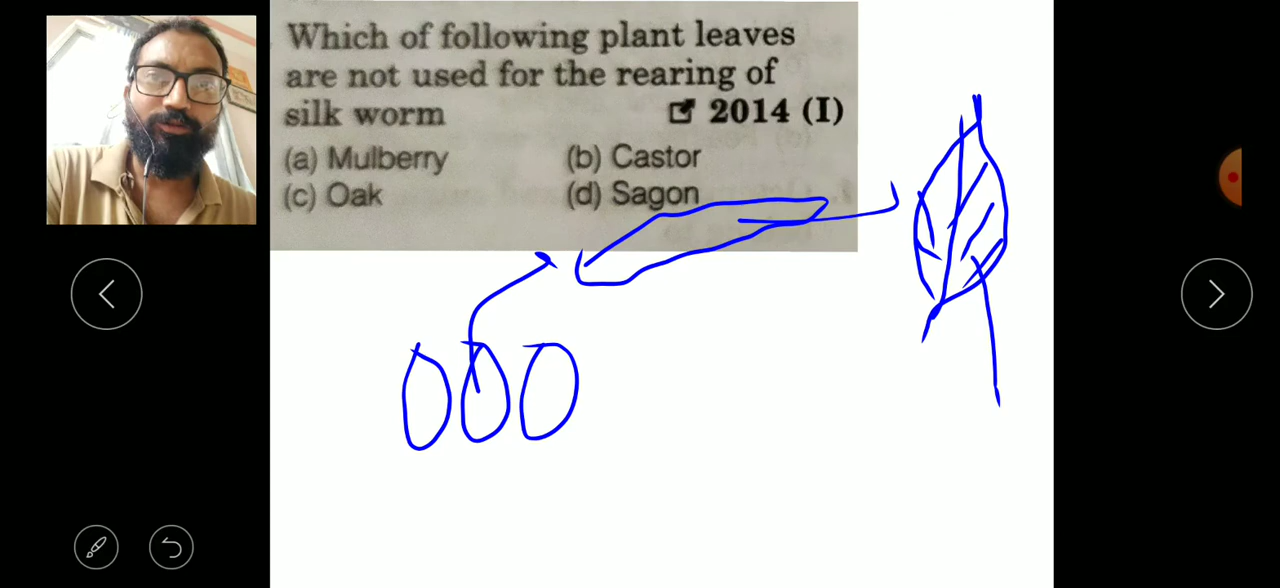 Which of following plant leaves
are not used for the rearing of
silk worm 2014 (I)
(a) Mulberry (b) Castor
(c) Oak (d) Sagon